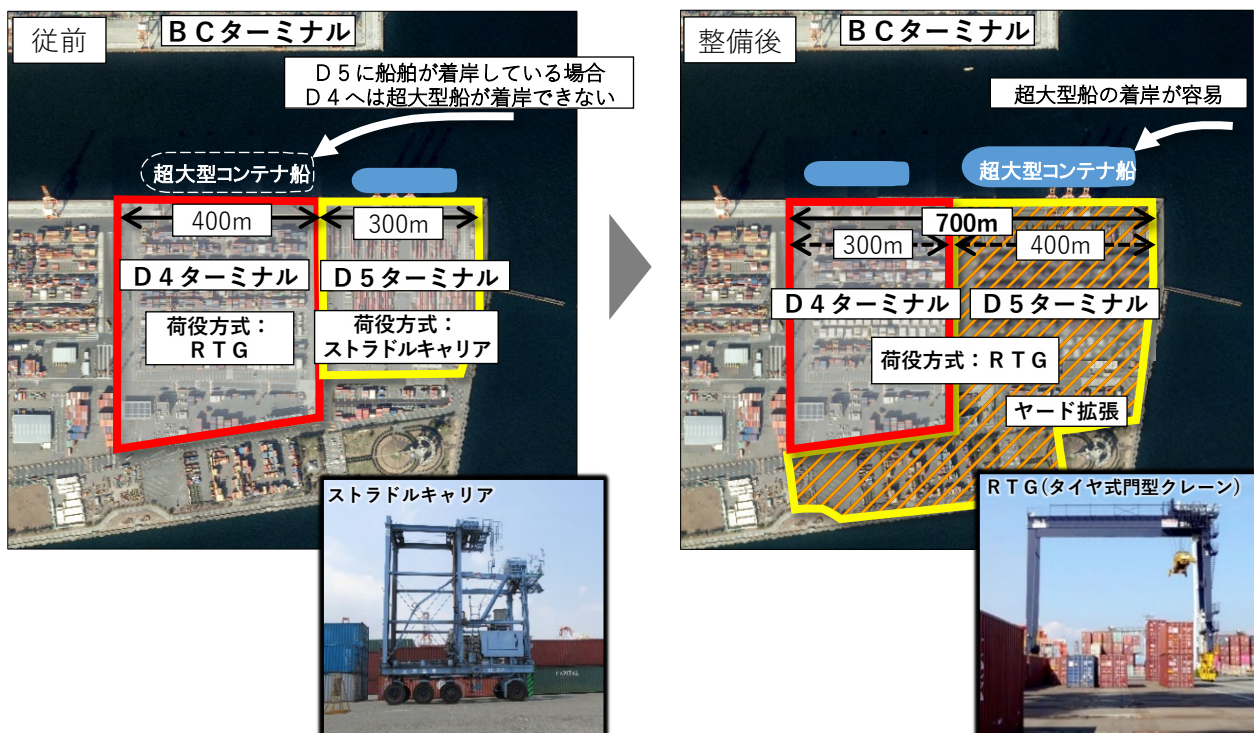 従前
ＢＣターミナル
Ｄ５に船舶が着岸している場合
Ｄ４へは超大型船が着岸できない
超大型コンテナ船
400m
300m
Ｄ４ターミナル
Ｄ５ターミナル
荷役方式：
ＲＴＧ
荷役方式：
ストラドルキャリア
ストラドルキャリア
整備後
ＢＣターミナル
超大型船の着岸が容易
超大型コンテナ船
700m
300m
400m
Ｄ４ターミナル
Ｄ５ターミナル
荷役方式：ＲＴＧ
ヤード拡張
ＲＴＧ(タイヤ式門型クレーン)